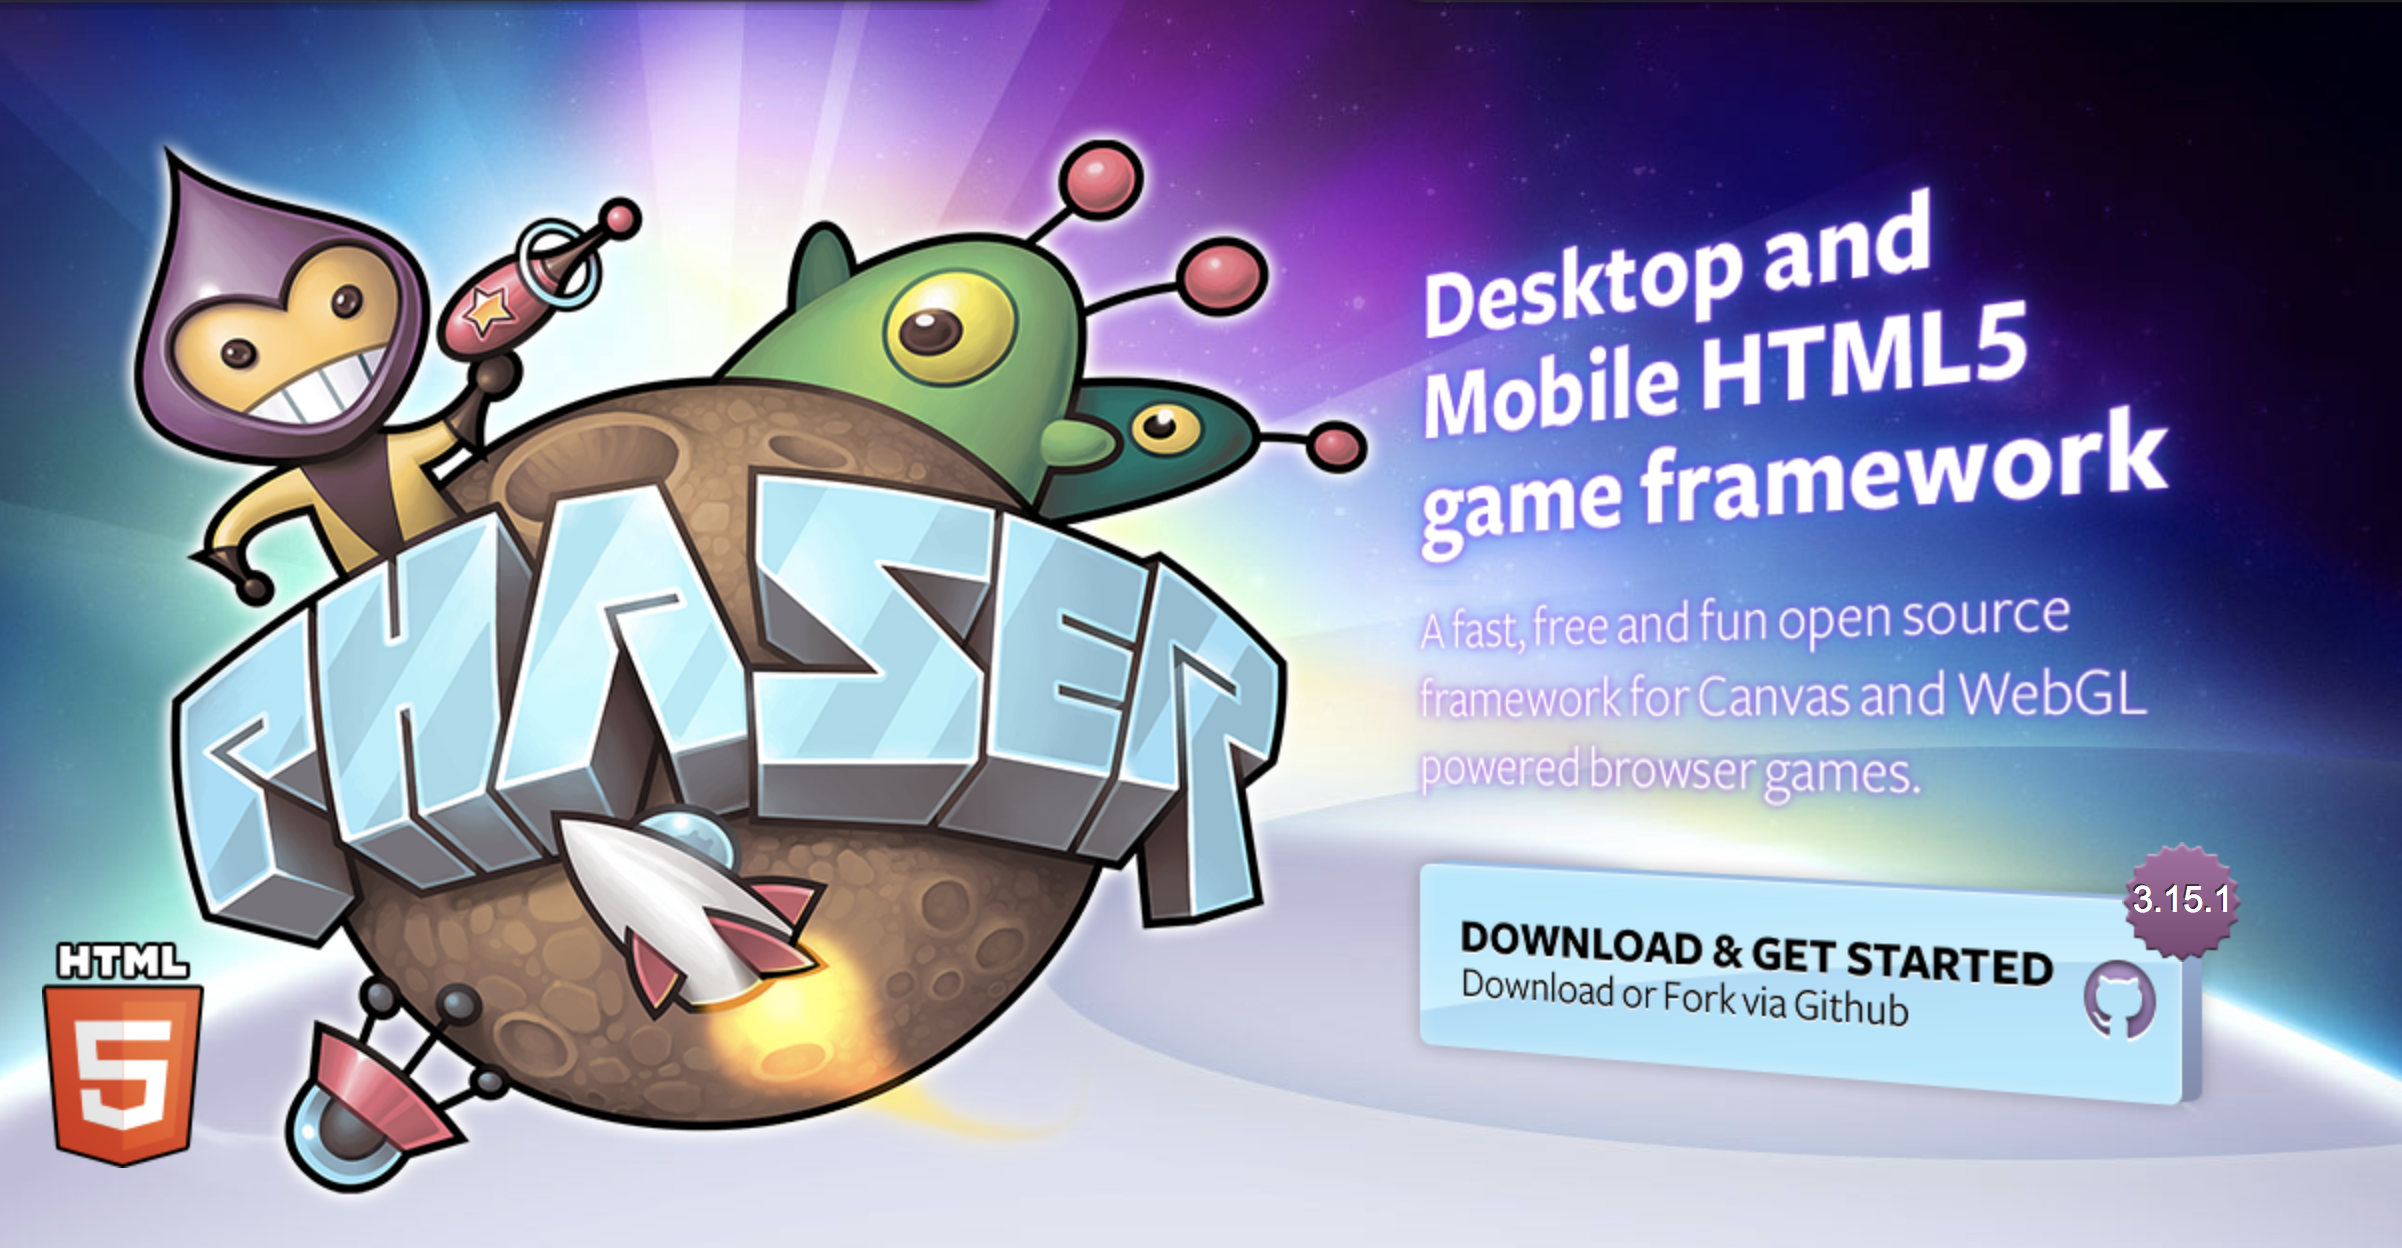 PHASER
Desktop and
Mobile HTML5
game framework
A fast, free and fun open source
framework for Canvas and WebGL
powered browser games.
3.15.1
DOWNLOAD & GET STARTED
Download or Fork via Github
HTML
5